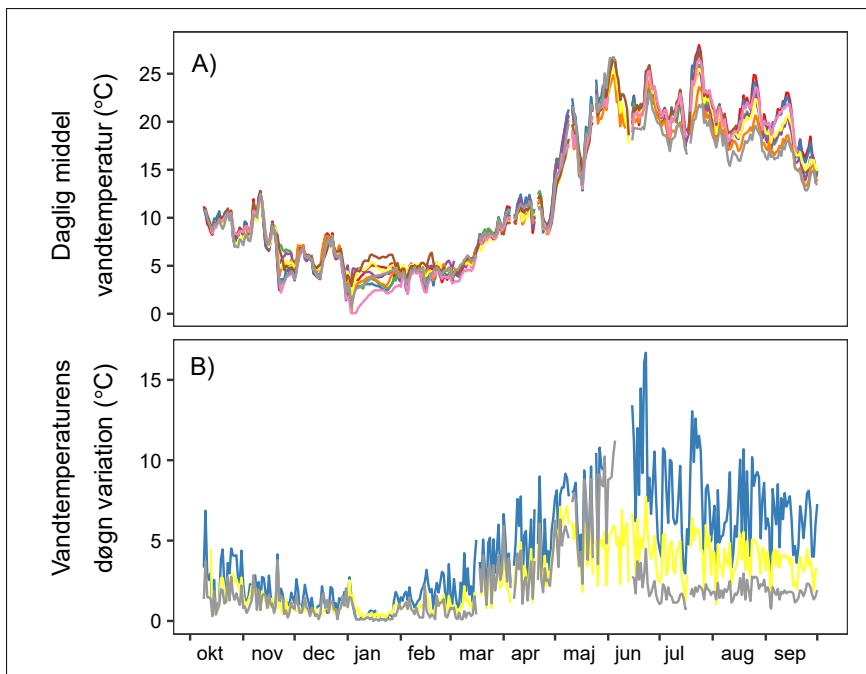 A)
Daglig middel
vandtemperatur (°C)
25
20
15
10
5
0
B)
Vandtemperaturens
døgn variation (°C)
15
10
5
0
okt nov dec jan feb mar apr maj jun jul aug sep